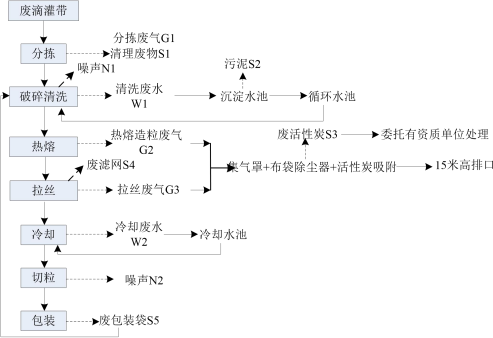 废滴灌带
分拣
分拣废气G1
清理废物S1
噪声N1
破碎清洗
清洗废水
W1
污泥S2
沉淀水池
循环水池
热熔
热熔造粒废气
G2
废滤网S4
废活性炭S3
委托有资质单位处理
集气罩+布袋除尘器+活性炭吸附
15米高排口
拉丝
拉丝废气G3
冷却
冷却废水
W2
冷却水池
切粒
噪声N2
包装
废包装袋S5